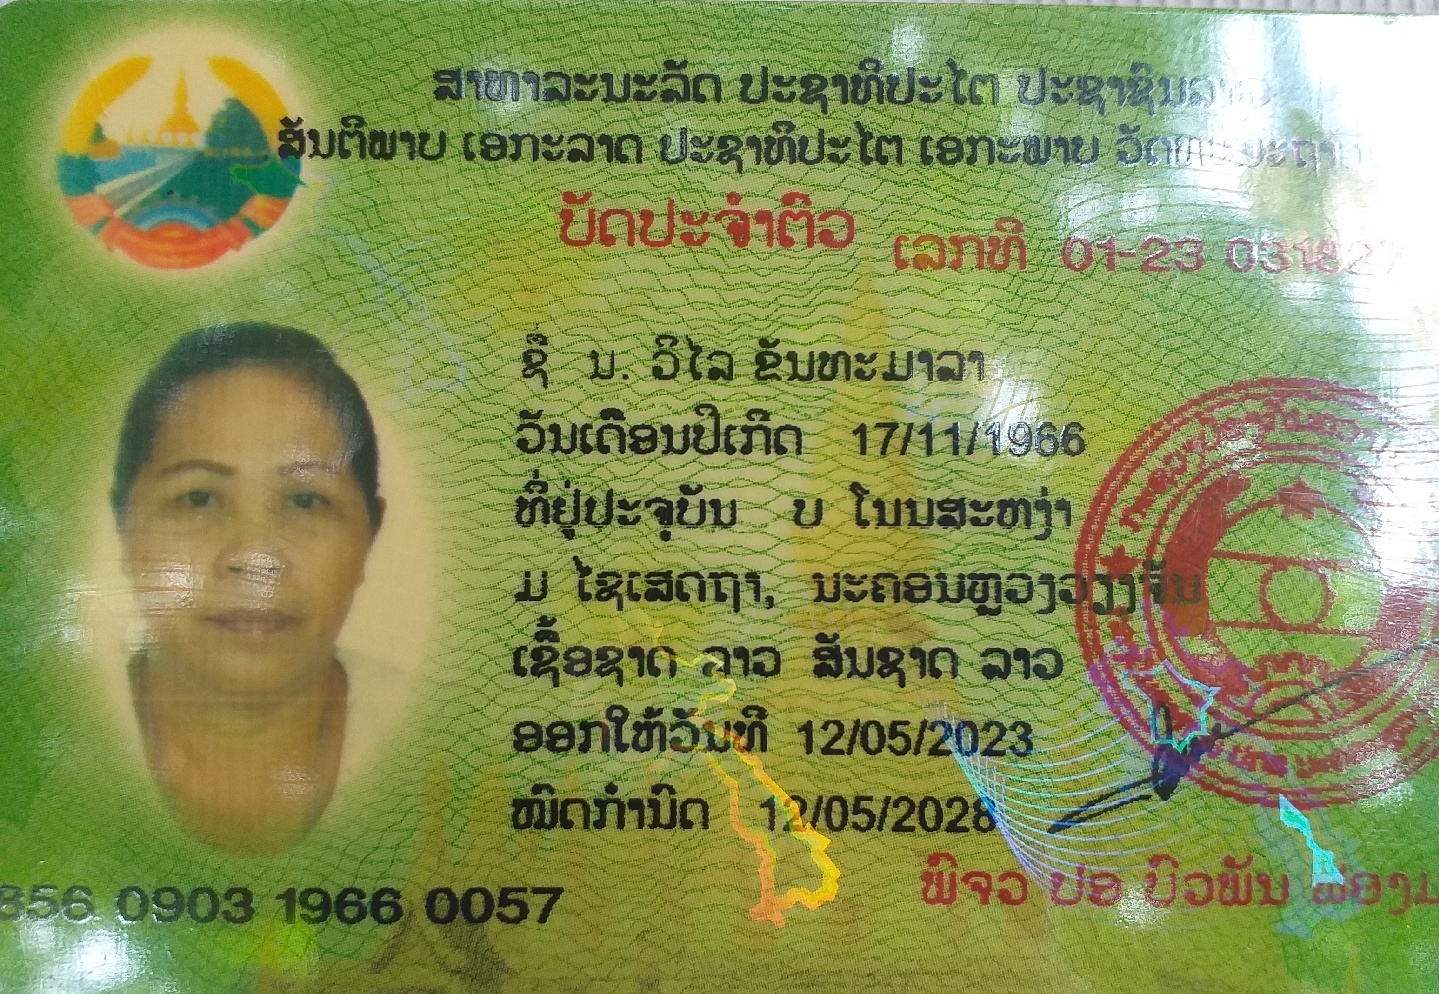 ສາທາລະນະລັດ ປະຊາທິປະໄຕ ປະຊາຊົນລາວ
ສັນຕິພາບ ເອກະລາດ ປະຊາທິປະໄຕ ເອກະພາບ ວັດທະນະຖາວອນ
ບັດປະຈຳຕົວ ເລກທີ 01-23
ຊື່ ນ. ວິໄລ ຂັນທະມາລາ
ວັນເດືອນປີເກີດ 17/11/1966
ທີ່ຢູ່ປະຈຸບັນ ບ ໂນນສະຫງ່າ
ມ ໄຊເສດຖາ, ນະຄອນຫຼວງວຽງຈັນ
ເຊື້ອຊາດ ລາວ ສັນຊາດ ລາວ
ອອກໃຫ້ວັນທີ 12/05/2023
ໝົດກຳນົດ 12/05/2028
ພິຈວ ປອ ບົວພັນ
856 0903 1966 0057